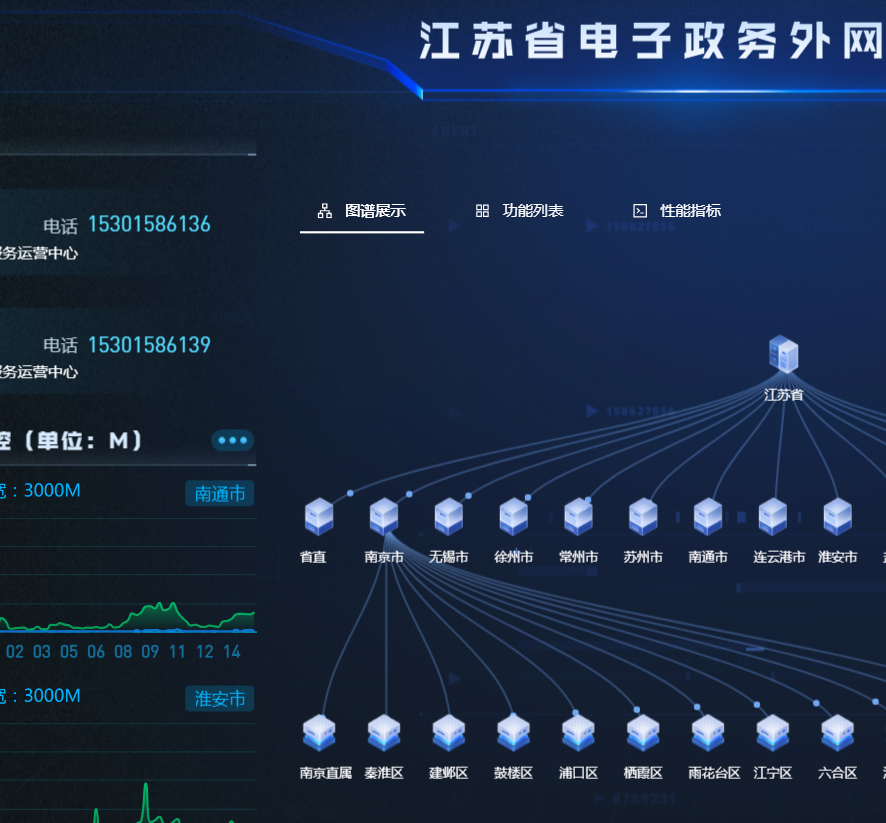 江苏省电子政务外网
电话 15301586136
务运营中心
电话 15301586139
务运营中心
图谱展示 功能列表 性能指标
158627856
江苏省
158627856
控（单位：M）
宽：3000M 南通市
省直 南京市 无锡市 徐州市 常州市 苏州市 南通市 连云港市 淮安市
02 03 05 06 08 09 11 12 14
宽：3000M 淮安市
南京直属 秦淮区 建邺区 鼓楼区 浦口区 栖霞区 雨花台区 江宁区 六合区
8789231